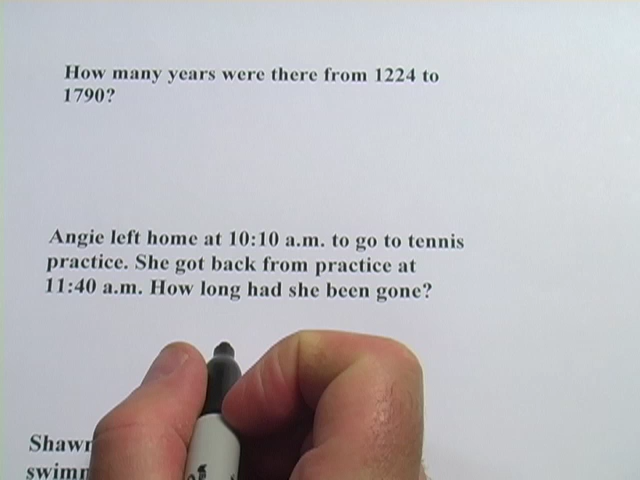 How many years were there from 1224 to
1790?
Angie left home at 10:10 a.m. to go to tennis
practice. She got back from practice at
11:40 a.m. How long had she been gone?